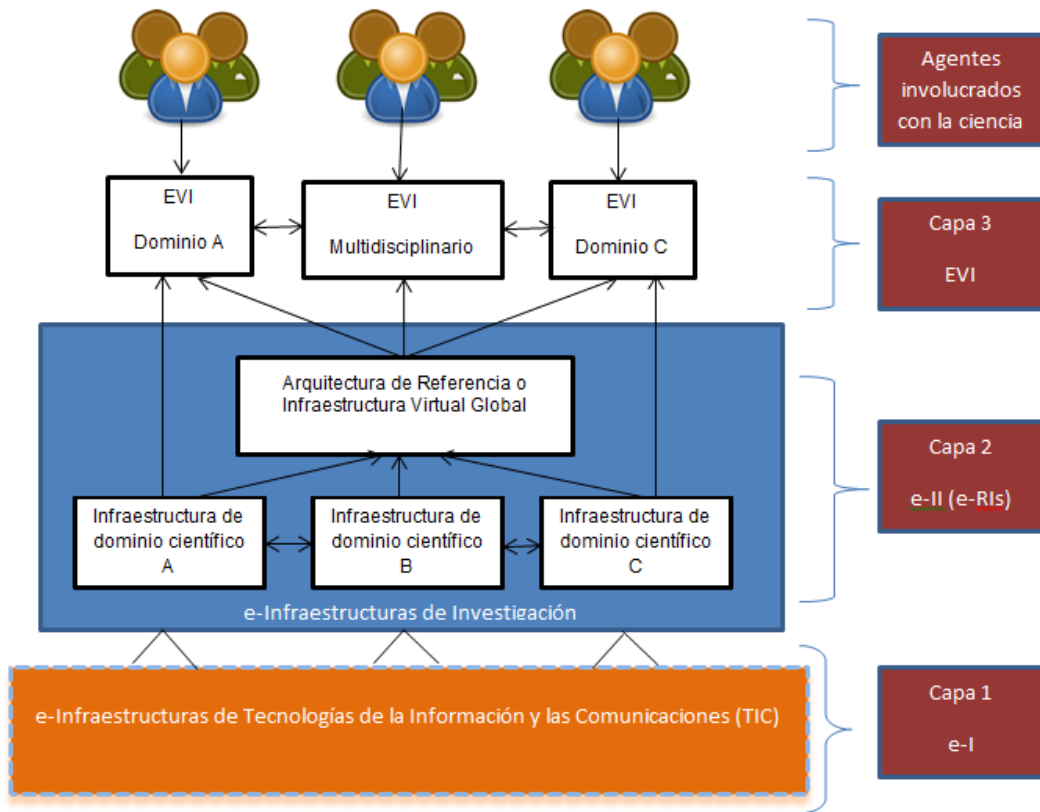 Agentes
involucrados
con la ciencia
EVI
Dominio A
EVI
Multidisciplinario
EVI
Dominio C
Capa 3
EVI
Arquitectura de Referencia o
Infraestructura Virtual Global
Capa 2
e-II (e-RIs)
Infraestructura de
dominio científico
A
Infraestructura de
dominio científico
B
Infraestructura de
dominio científico
C
e-Infraestructuras de Investigación
e-Infraestructuras de Tecnologías de la Información y las Comunicaciones (TIC)
Capa 1
e-I